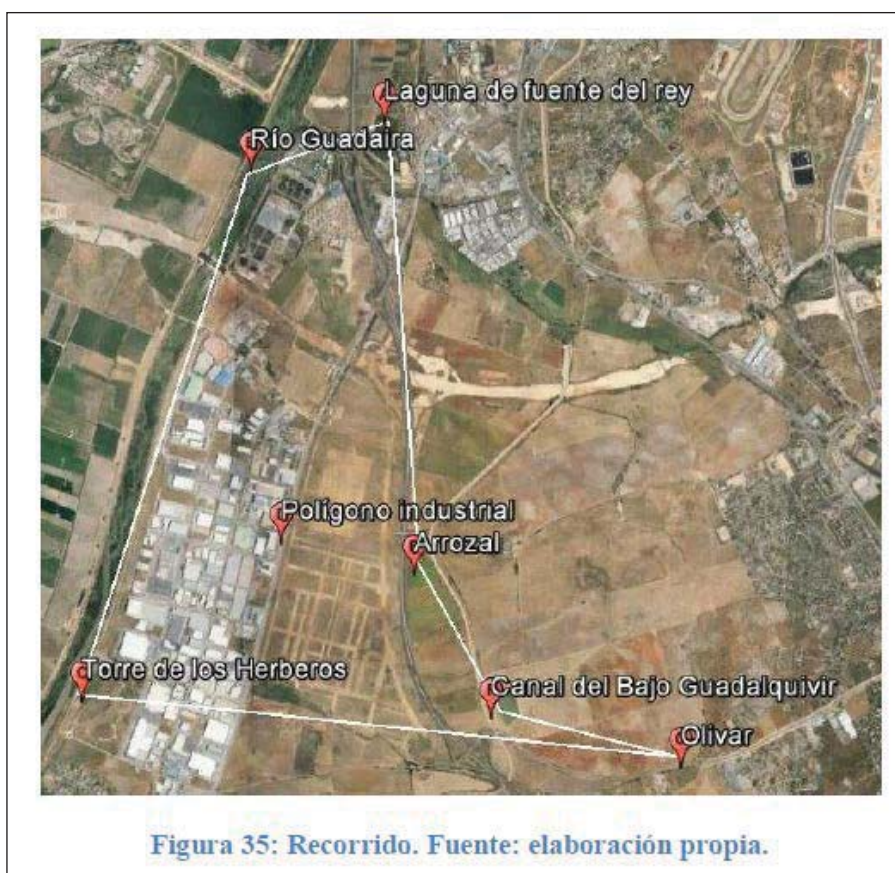 Laguna de fuente del rey
Río Guadaira
Polígono industrial
Arrozal
Torre de los Herberos
Canal del Bajo Guadalquivir
Olivar
Figura 35: Recorrido. Fuente: elaboración propia.